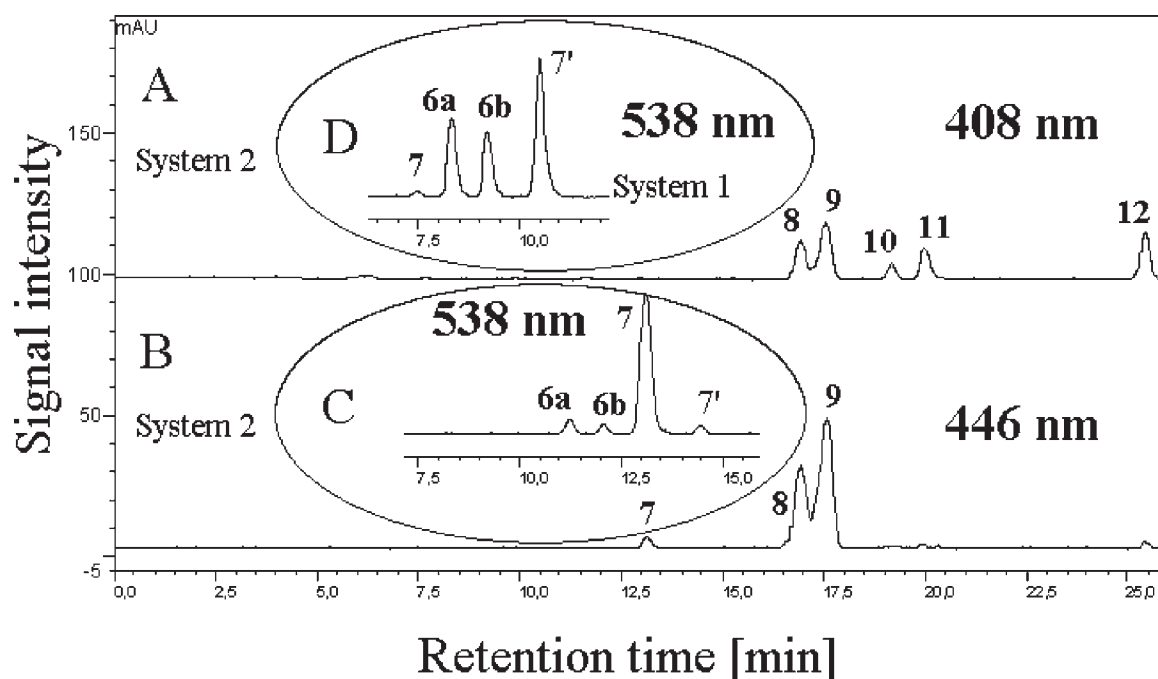 mAU
A
System 2
D
538 nm
408 nm
6a
6b
7'
7
System 1
7,5
10,0
8
9
10
11
12
150
100
B
System 2
C
538 nm
446 nm
6a
6b
7
7'
7,5
10,0
12,5
15,0
7
8
9
50
-5
0,0
2,5
5,0
7,5
10,0
12,5
15,0
17,5
20,0
22,5
25,0
Signal intensity
Retention time [min]